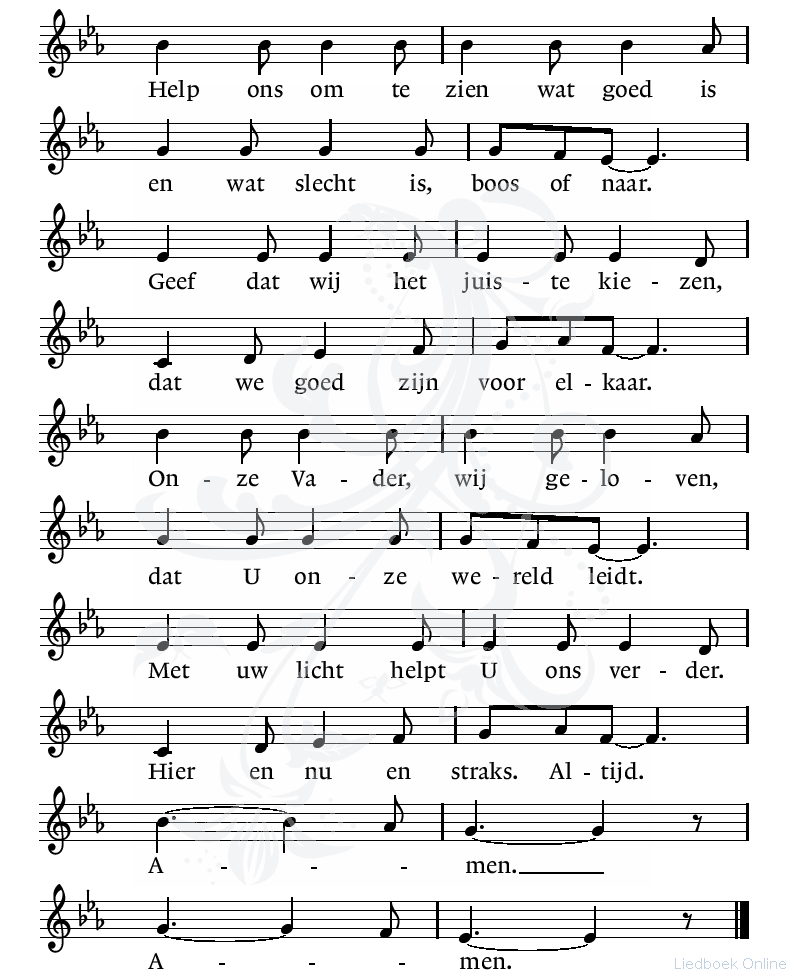 Help ons om te zien wat goed is
en wat slecht is, boos of naar.
Geef dat wij het juis - te kie - zen,
dat we goed zijn voor el - kaar.
On - ze Va - der, wij ge - lo - ven,
dat U on - ze we - reld leidt.
Met uw licht helpt U ons ver - der.
Hier en nu en straks. Al - tijd.
A - - - men.
A - - - men.
Liedboek Online